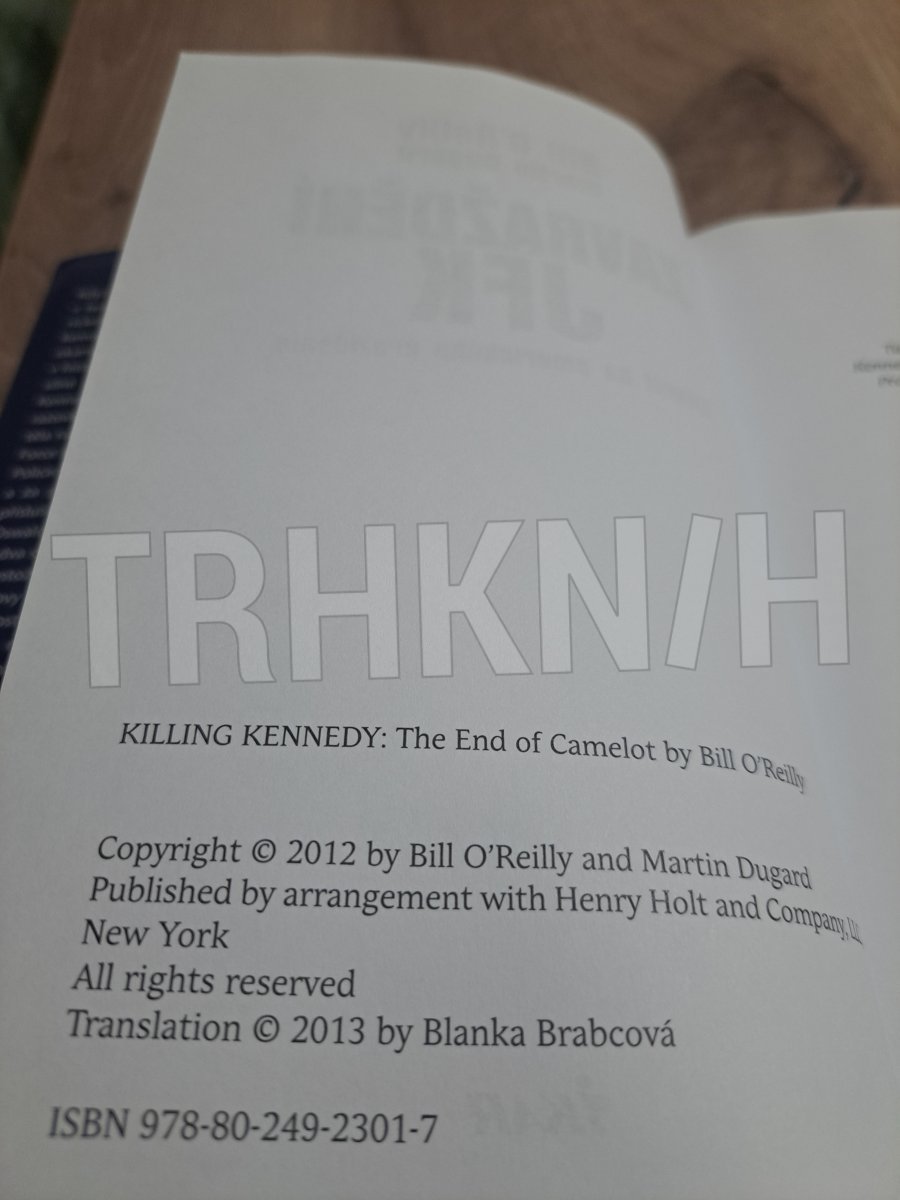 TRHKNIH
KILLING KENNEDY: The End of Camelot by Bill O'Reilly
Copyright © 2012 by Bill O'Reilly and Martin Dugard
Published by arrangement with Henry Holt and Company, LLC,
New York
All rights reserved
Translation © 2013 by Blanka Brabcová
ISBN 978-80-249-2301-7